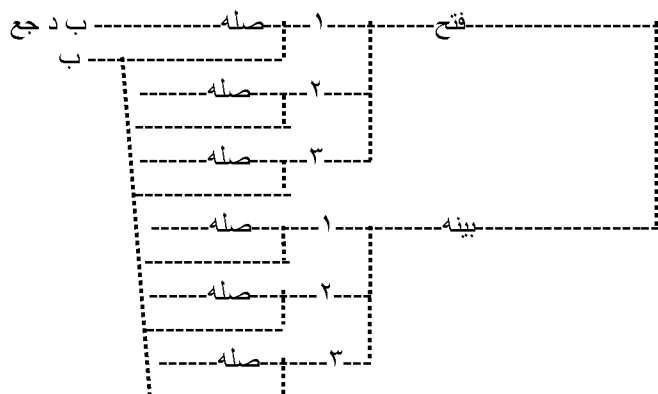 فتح ١ صله ب د جع
ب
٢ صله
٣ صله
بينه ١ صله
٢ صله
٣ صله